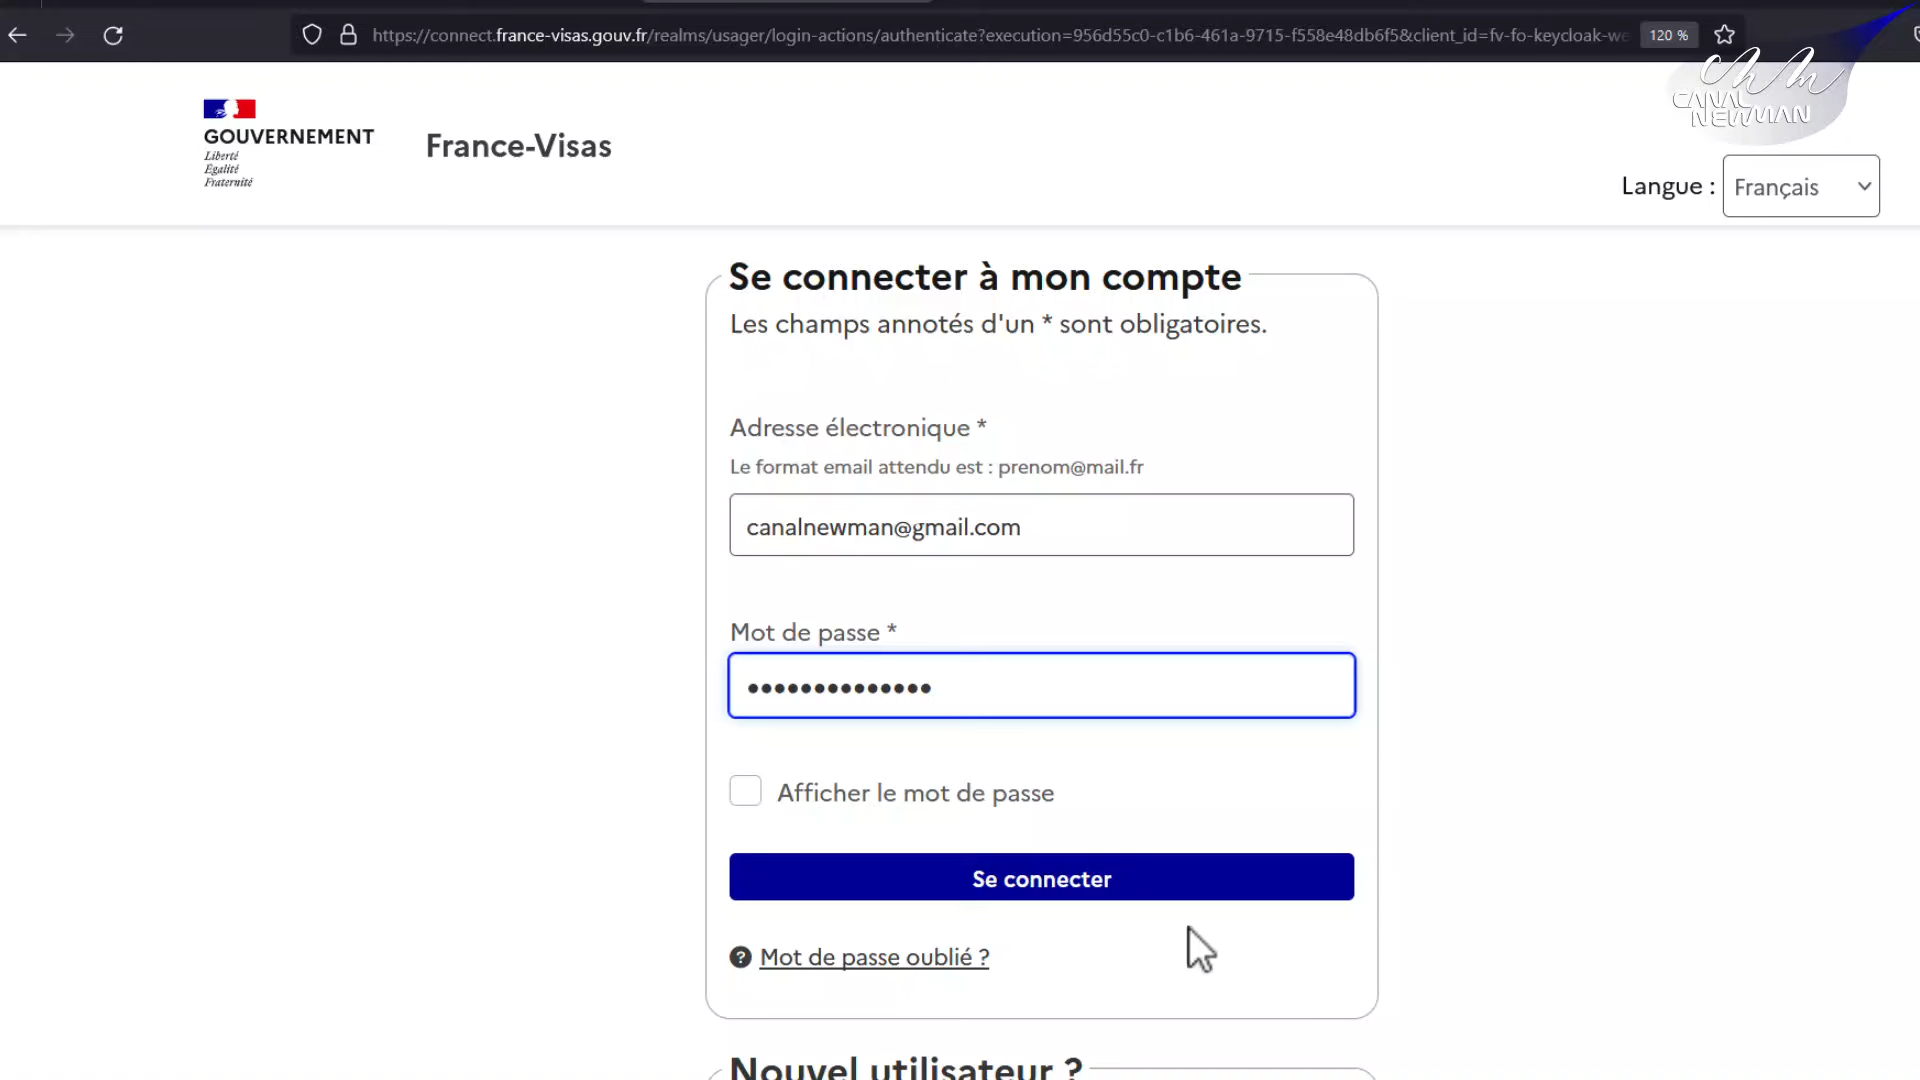 https://connect.france-visas.gouv.fr/realms/usager/login-actions/authenticate?execution=956d55c0-c1b6-461a-9715-f558e48db6f5&client_id=fv-fo-keycloak-we
120 %
CANAL
NEWMAN
GOUVERNEMENT
Liberté
Égalité
Fraternité
France-Visas
Langue :
Français
Se connecter à mon compte
Les champs annotés d'un * sont obligatoires.
Adresse électronique *
Le format email attendu est : prenom@mail.fr
canalnewman@gmail.com
Mot de passe *
••••••••••••••
Afficher le mot de passe
Se connecter
? Mot de passe oublié ?
Nouvel utilisateur ?